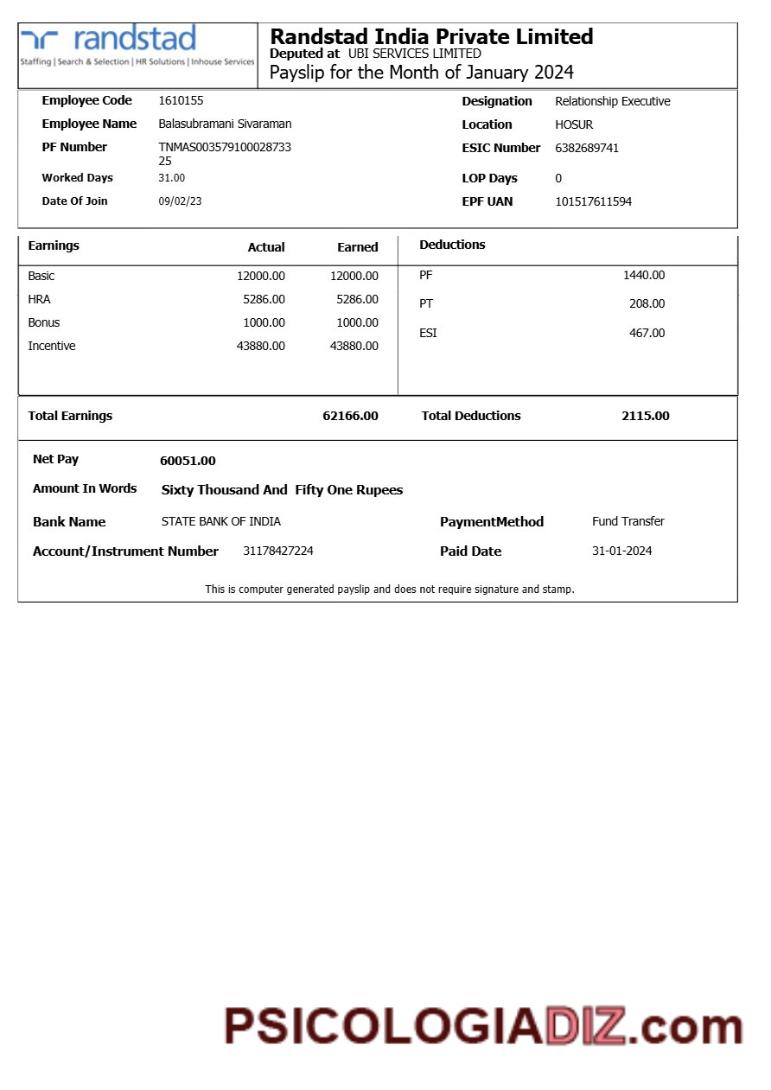 randstad
Staffing | Search & Selection | HR Solutions | Inhouse Services
Randstad India Private Limited
Deputed at UBI SERVICES LIMITED
Payslip for the Month of January 2024
Employee Code 1610155 Designation Relationship Executive
Employee Name Balasubramani Sivaraman Location HOSUR
PF Number TNMAS003579100028733 ESIC Number 6382689741
25
Worked Days 31.00 LOP Days 0
Date Of Join 09/02/23 EPF UAN 101517611594
Earnings Actual Earned Deductions
Basic 12000.00 12000.00 PF 1440.00
HRA 5286.00 5286.00 PT 208.00
Bonus 1000.00 1000.00 ESI 467.00
Incentive 43880.00 43880.00
Total Earnings 62166.00 Total Deductions 2115.00
Net Pay 60051.00
Amount In Words Sixty Thousand And Fifty One Rupees
Bank Name STATE BANK OF INDIA PaymentMethod Fund Transfer
Account/Instrument Number 31178427224 Paid Date 31-01-2024
This is computer generated payslip and does not require signature and stamp.
PSICOLOGIADIZ.com